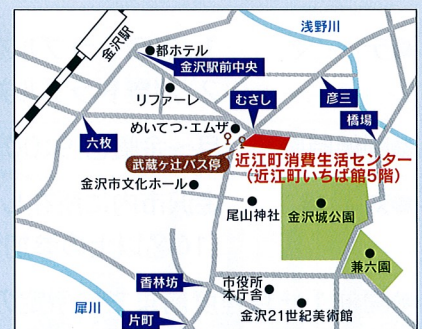 浅野川
金沢駅
都ホテル
金沢駅前中央
リファーレ
むさし
彦三
橋場
めいてつ・エムザ
六枚
武蔵ヶ辻バス停
近江町消費生活センター
(近江町いちば館5階)
金沢市文化ホール
尾山神社
金沢城公園
兼六園
香林坊
市役所
本庁舎
犀川
片町
金沢21世紀美術館